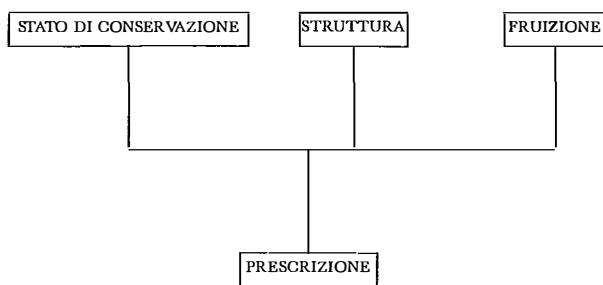 STATO DI CONSERVAZIONE
STRUTTURA
FRUIZIONE
PRESCRIZIONE